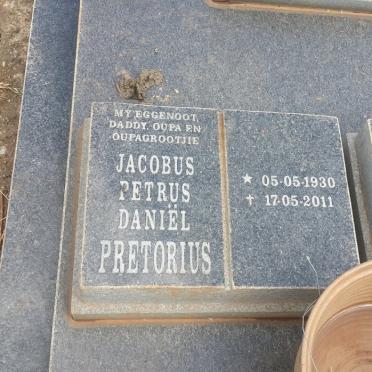 MY EGGENOOT,
DADDY, OUPA EN
OUPAGROOTJIE
JACOBUS
PETRUS
DANIËL
PRETORIUS
★ 05-05-1930
✝ 17-05-2011